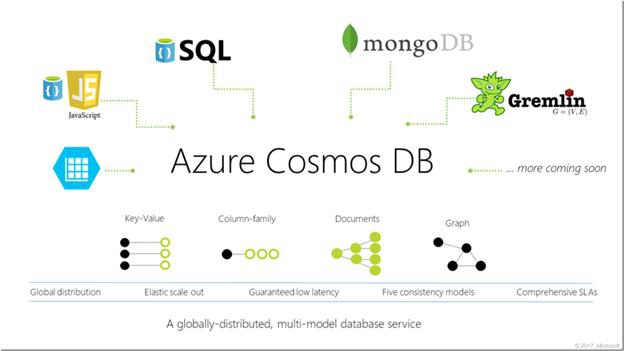 SQL
mongoDB
JS
JavaScript
Gremlin
G = (V, E)
Azure Cosmos DB
... more coming soon
Key-Value
Column-family
Documents
Graph
Global distribution
Elastic scale out
Guaranteed low latency
Five consistency models
Comprehensive SLAs
A globally-distributed, multi-model database service
© 2017, Microsoft